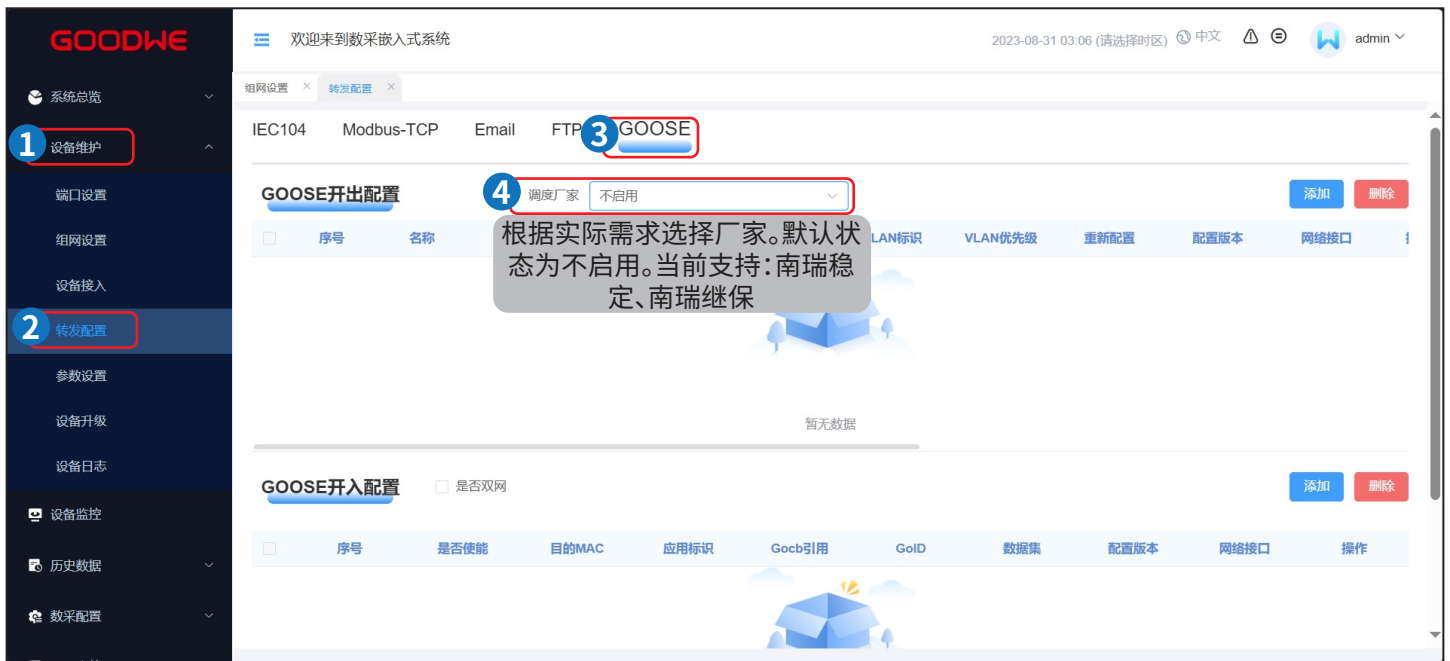 GOODWE
欢迎来到数采嵌入式系统
2023-08-31 03:06 (请选择时区)
中文
admin
系统总览
1
设备维护
端口设置
组网设置
设备接入
2
转发配置
参数设置
设备升级
设备日志
设备监控
历史数据
数采配置
组网设置 ×
转发配置 ×
IEC104 Modbus-TCP Email FTP 3 GOOSE
GOOSE开出配置 4 调度厂家 不启用 添加 删除
序号 名称 LAN标识 VLAN优先级 重新配置 配置版本 网络接口
根据实际需求选择厂家。默认状
态为不启用。当前支持：南瑞稳
定、南瑞继保
暂无数据
GOOSE开入配置 是否双网 添加 删除
序号 是否使能 目的MAC 应用标识 Gocb引用 GoID 数据集 配置版本 网络接口 操作